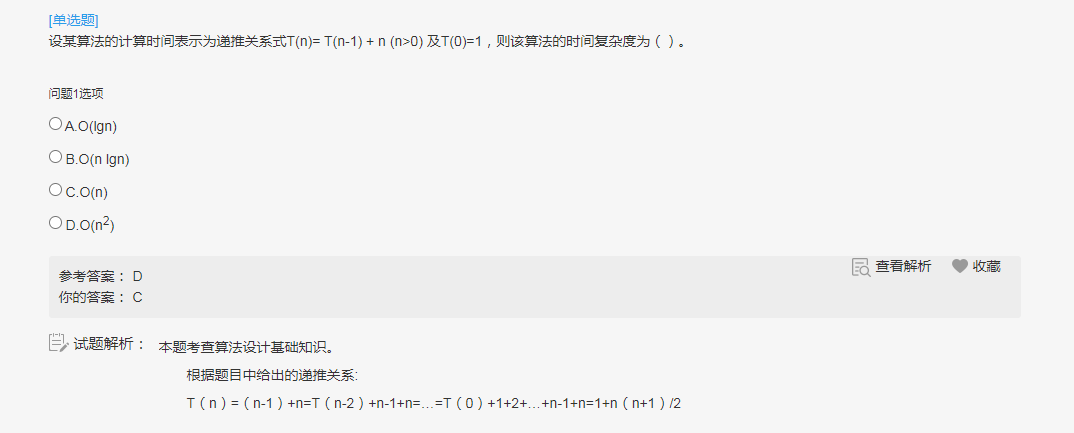 [单选题]
设某算法的计算时间表示为递推关系式T(n)= T(n-1) + n (n>0) 及T(0)=1，则该算法的时间复杂度为（ ）。
问题1选项
A.O(lgn)
B.O(n lgn)
C.O(n)
D.O(n²)
查看解析 收藏
参考答案： D
你的答案： C
试题解析： 本题考查算法设计基础知识。
根据题目中给出的递推关系:
T（n）=（n-1）+n=T（n-2）+n-1+n=…=T（0）+1+2+…+n-1+n=1+n（n+1）/2